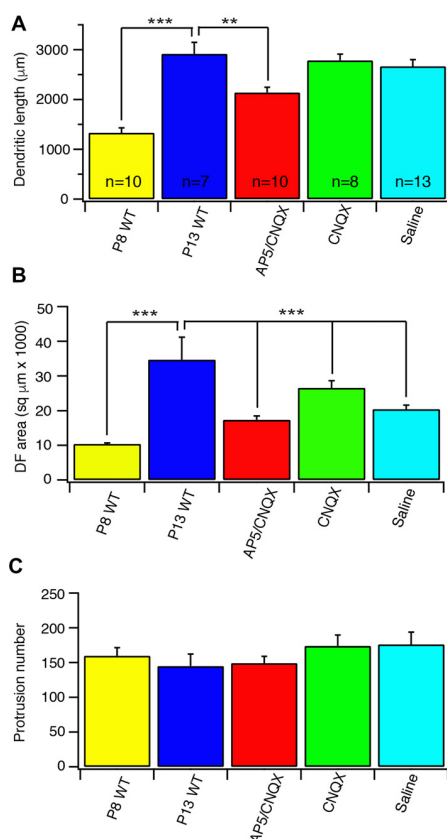 A
*** **
Dendritic length (μm)
3000
2000
1000
0
n=10 n=7 n=10 n=8 n=13
P8 WT P13 WT AP5/CNQX CNQX Saline
B
*** ***
DF area (sq μm x 1000)
50
40
30
20
10
0
P8 WT P13 WT AP5/CNQX CNQX Saline
C
Protrusion number
250
200
150
100
50
0
P8 WT P13 WT AP5/CNQX CNQX Saline